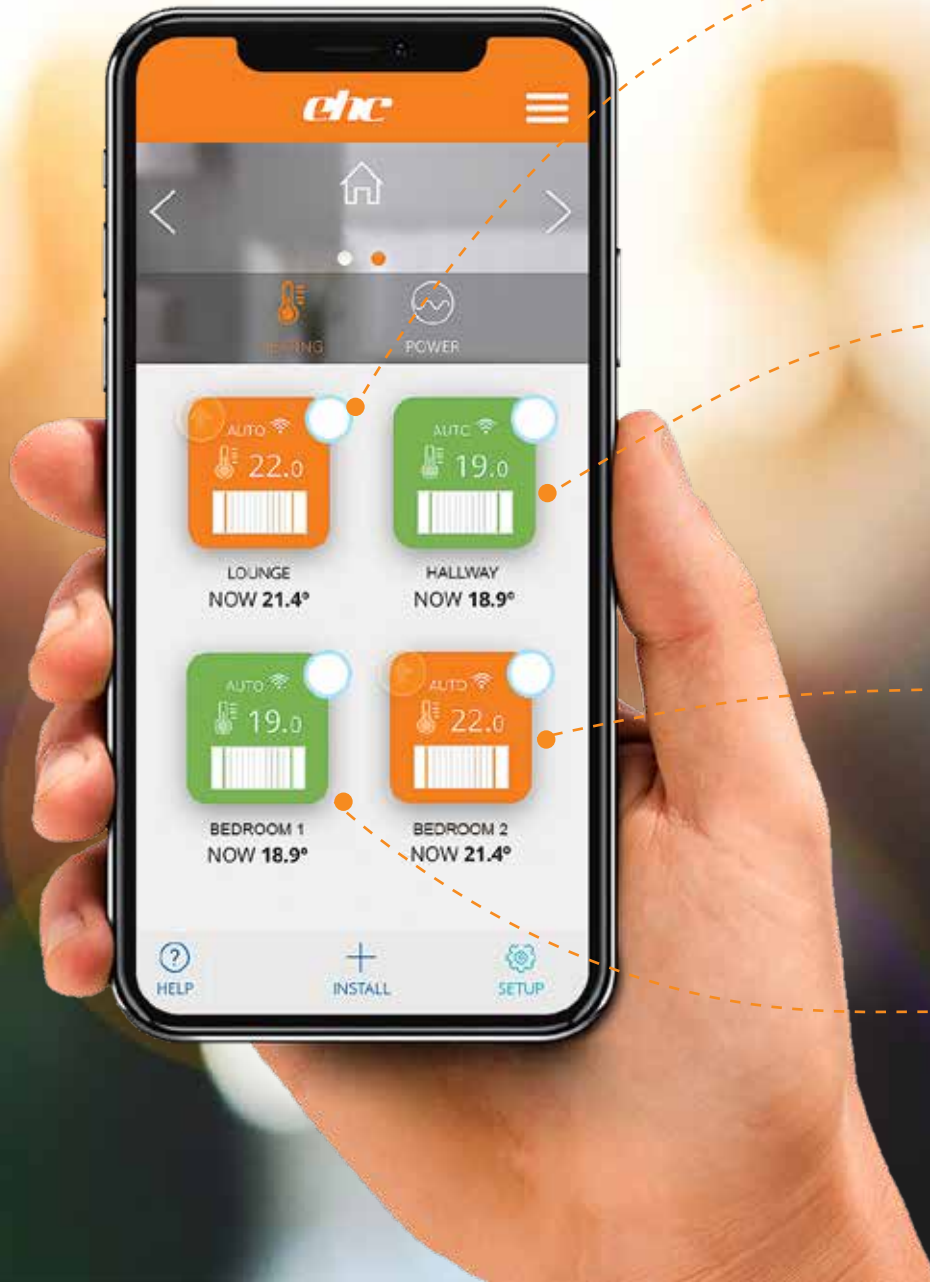 ehc
HEATING POWER
AUTO
22.0
AUTO
19.0
LOUNGE
NOW 21.4°
HALLWAY
NOW 18.9°
AUTO
19.0
AUTO
22.0
BEDROOM 1
NOW 18.9°
BEDROOM 2
NOW 21.4°
?
HELP
INSTALL
SETUP